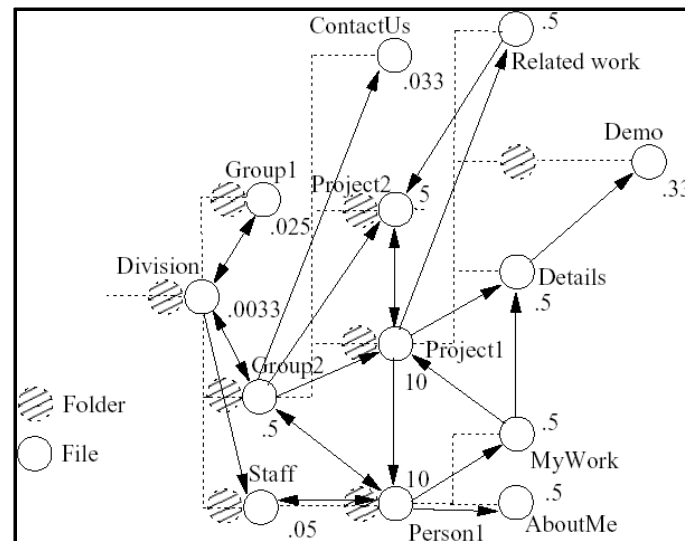 ContactUs
.033
.5
Related work
Demo
.33
Group1
.025
Project2
.5
Division
.0033
Details
.5
Group2
.5
Project1
10
Folder
File
.5
MyWork
Staff
.05
10
Person1
.5
AboutMe